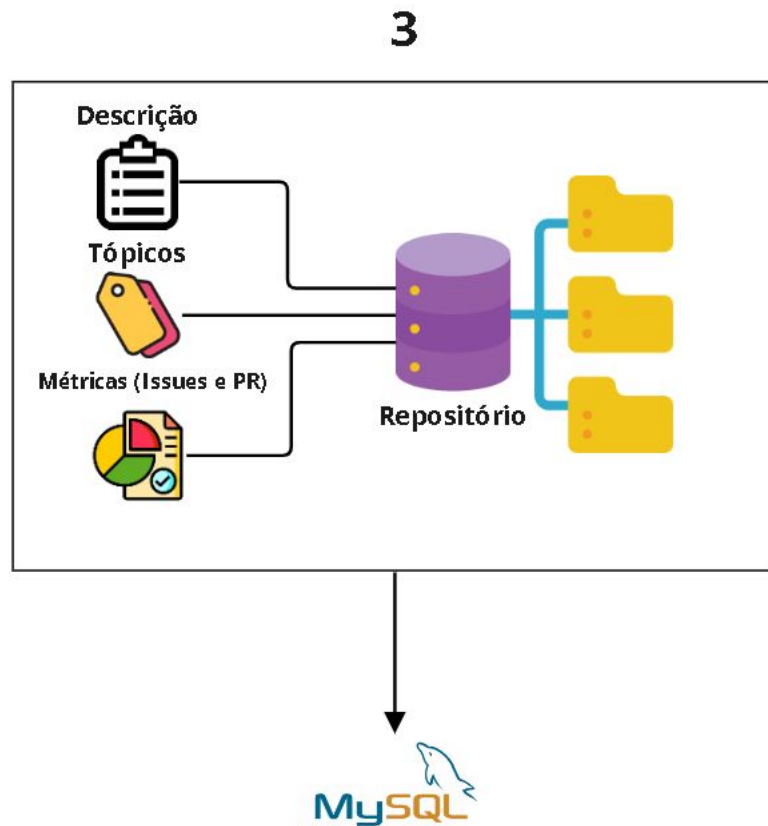 3
Descrição
Tópicos
Métricas (Issues e PR)
Repositório
MySQL